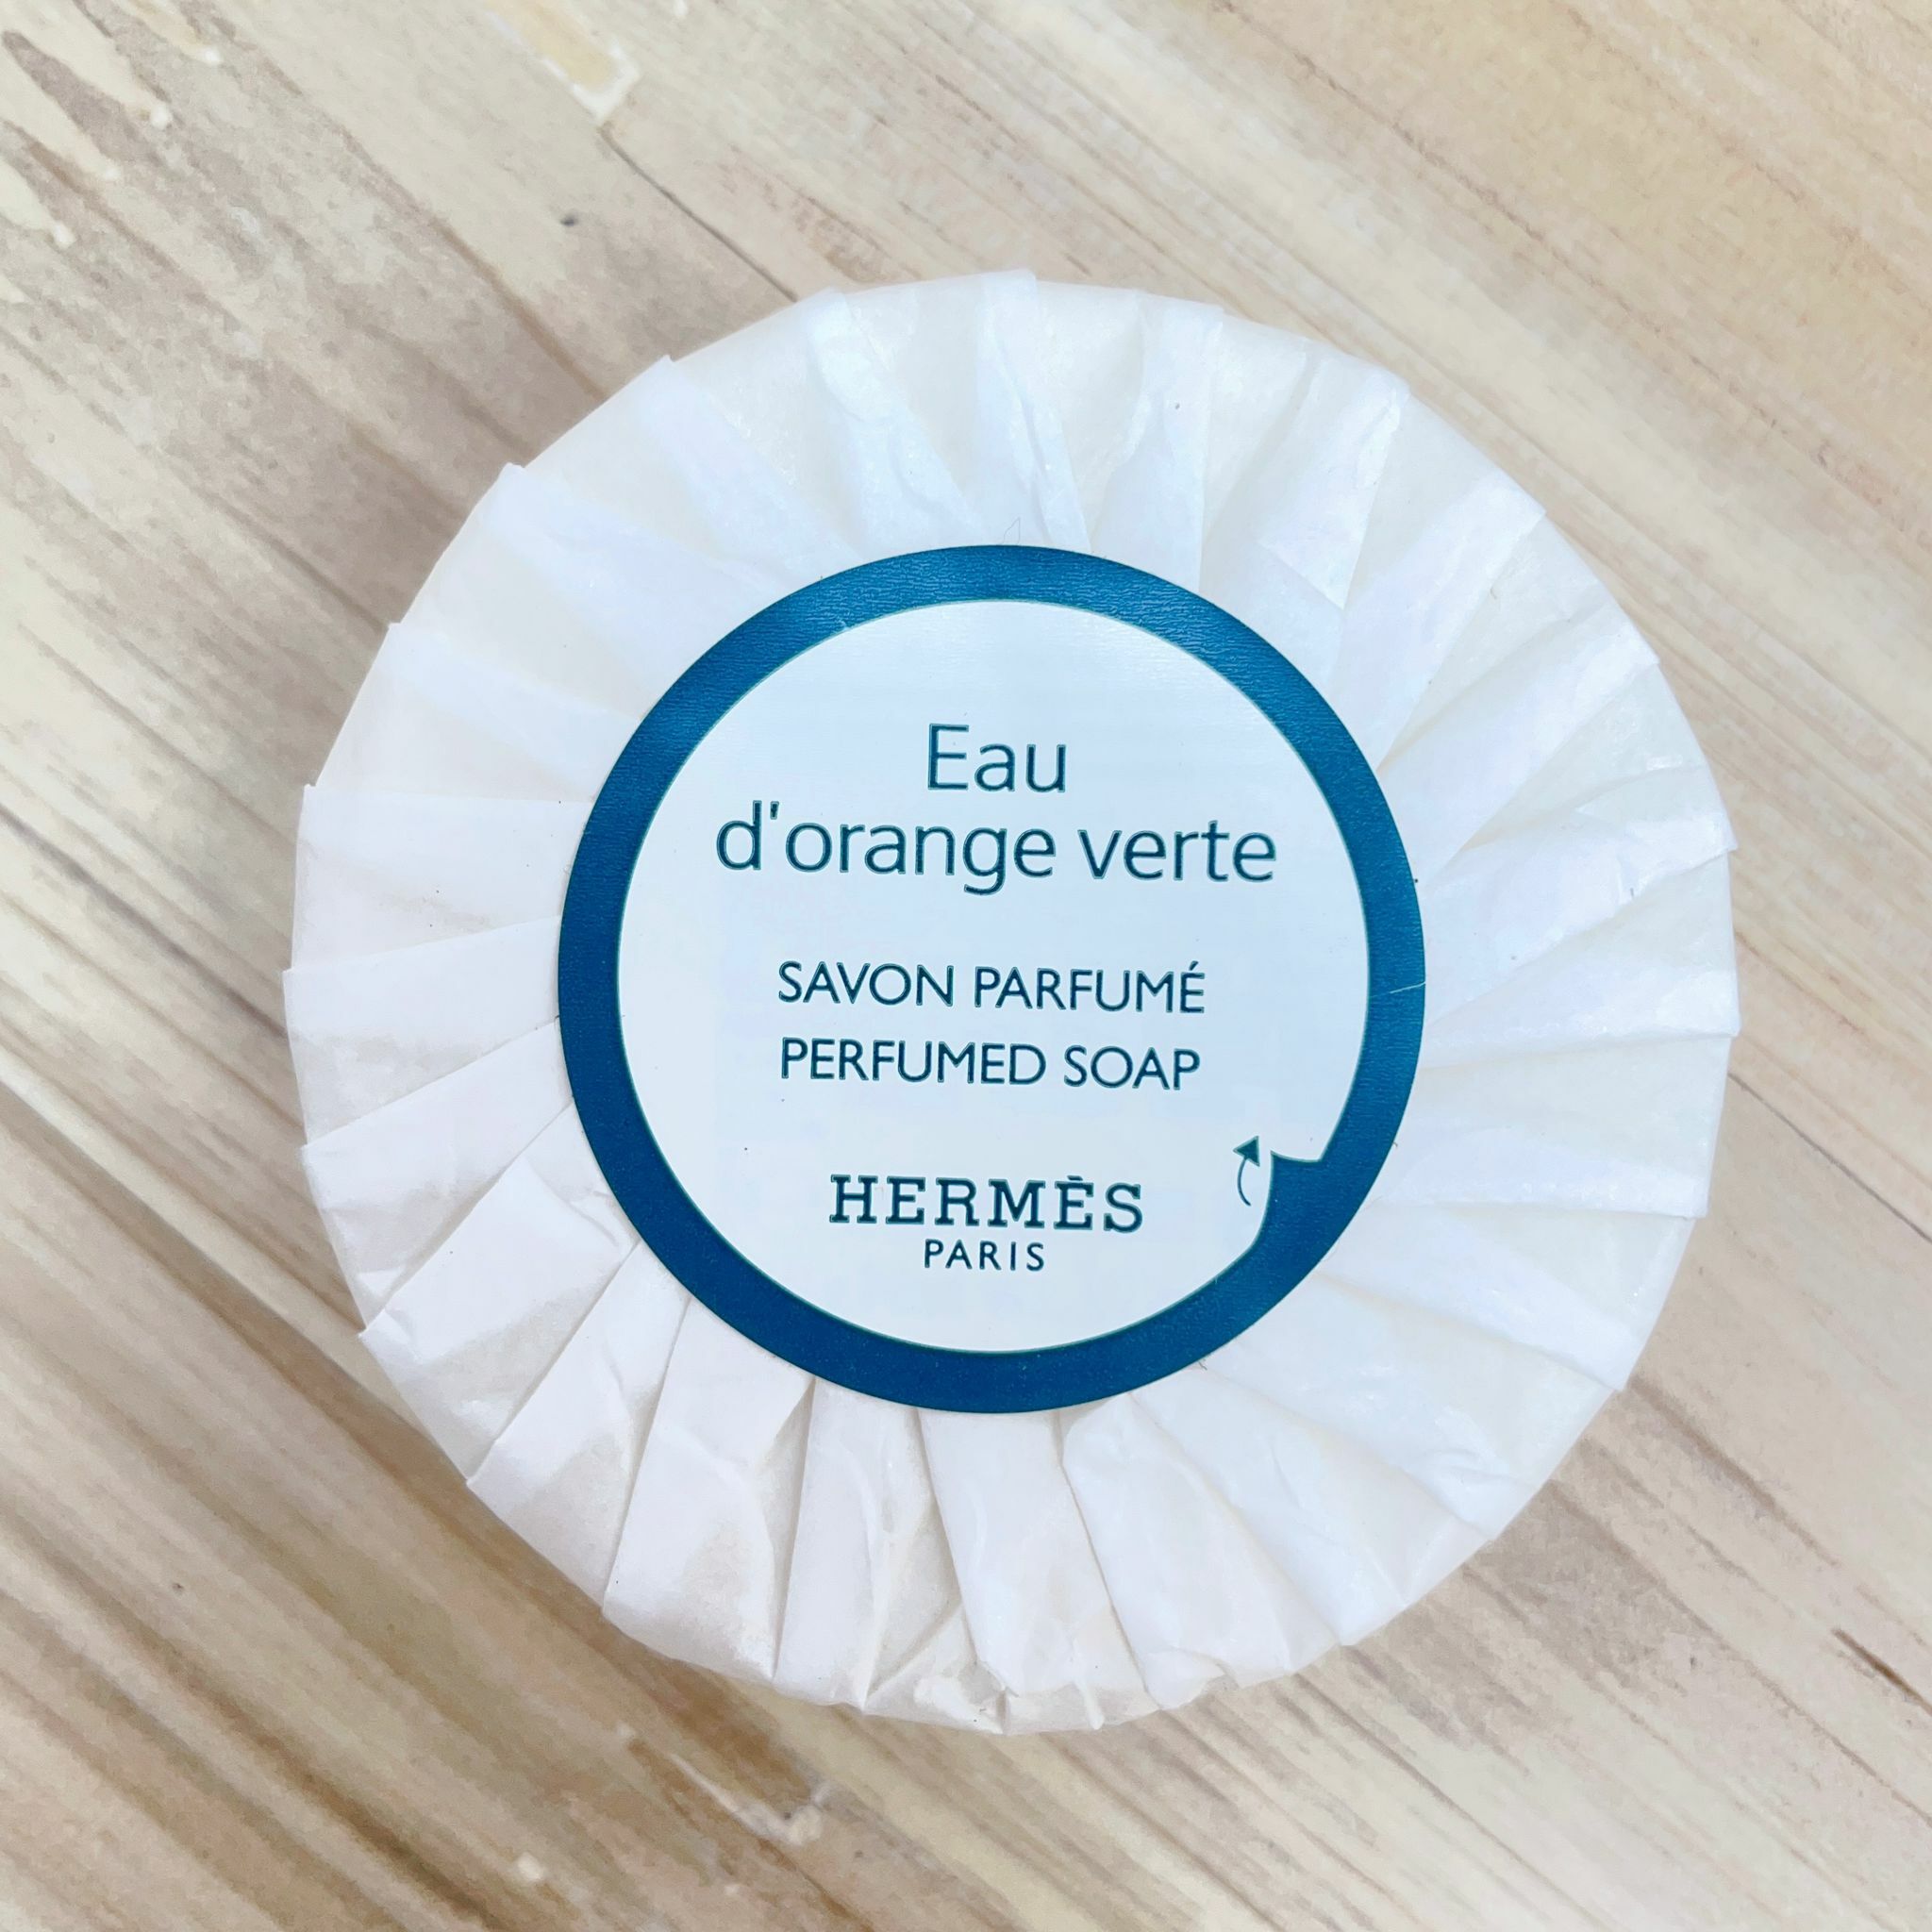 Eau
d'orange verte
SAVON PARFUMÉ
PERFUMED SOAP
HERMÈS
PARIS